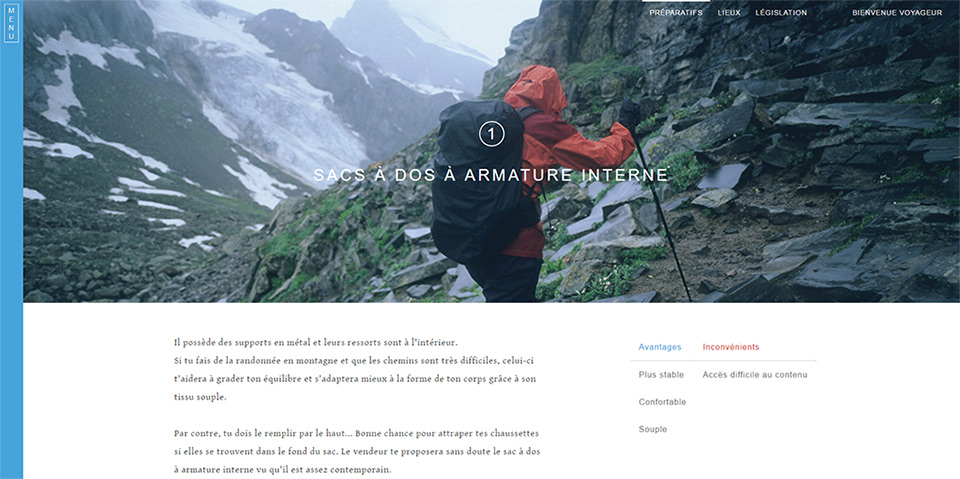 MENU
PRÉPARATIFS LIEUX LÉGISLATION BIENVENUE VOYAGEUR
1
SACS À DOS À ARMATURE INTERNE
Il possède des supports en métal et leurs ressorts sont à l'intérieur.
Si tu fais de la randonnée en montagne et que les chemins sont très difficiles, celui-ci
t'aidera à grader ton équilibre et s'adaptera mieux à la forme de ton corps grâce à son
tissu souple.
Par contre, tu dois le remplir par le haut... Bonne chance pour attraper tes chaussettes
si elles se trouvent dans le fond du sac. Le vendeur te proposera sans doute le sac à dos
à armature interne vu qu'il est assez contemporain.
Avantages Inconvénients
Plus stable Accès difficile au contenu
Confortable
Souple